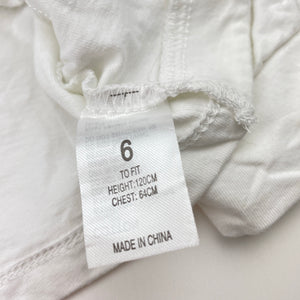 6
TO FIT
HEIGHT:120CM
CHEST: 64CM
MADE IN CHINA